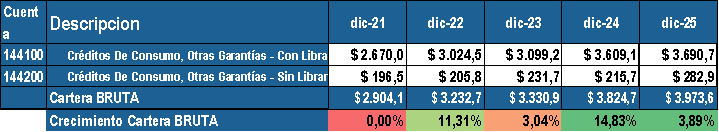 Cuenta Descripcion dic-21 dic-22 dic-23 dic-24 dic-25
144100 Créditos De Consumo, Otras Garantías - Con Libra $ 2.670,0 $ 3.024,5 $ 3.099,2 $ 3.609,1 $ 3.690,7
144200 Créditos De Consumo, Otras Garantías - Sin Librar $ 196,5 $ 205,8 $ 231,7 $ 215,7 $ 282,9
Cartera BRUTA $ 2.904,1 $ 3.232,7 $ 3.330,9 $ 3.824,7 $ 3.973,6
Crecimiento Cartera BRUTA 0,00% 11,31% 3,04% 14,83% 3,89%